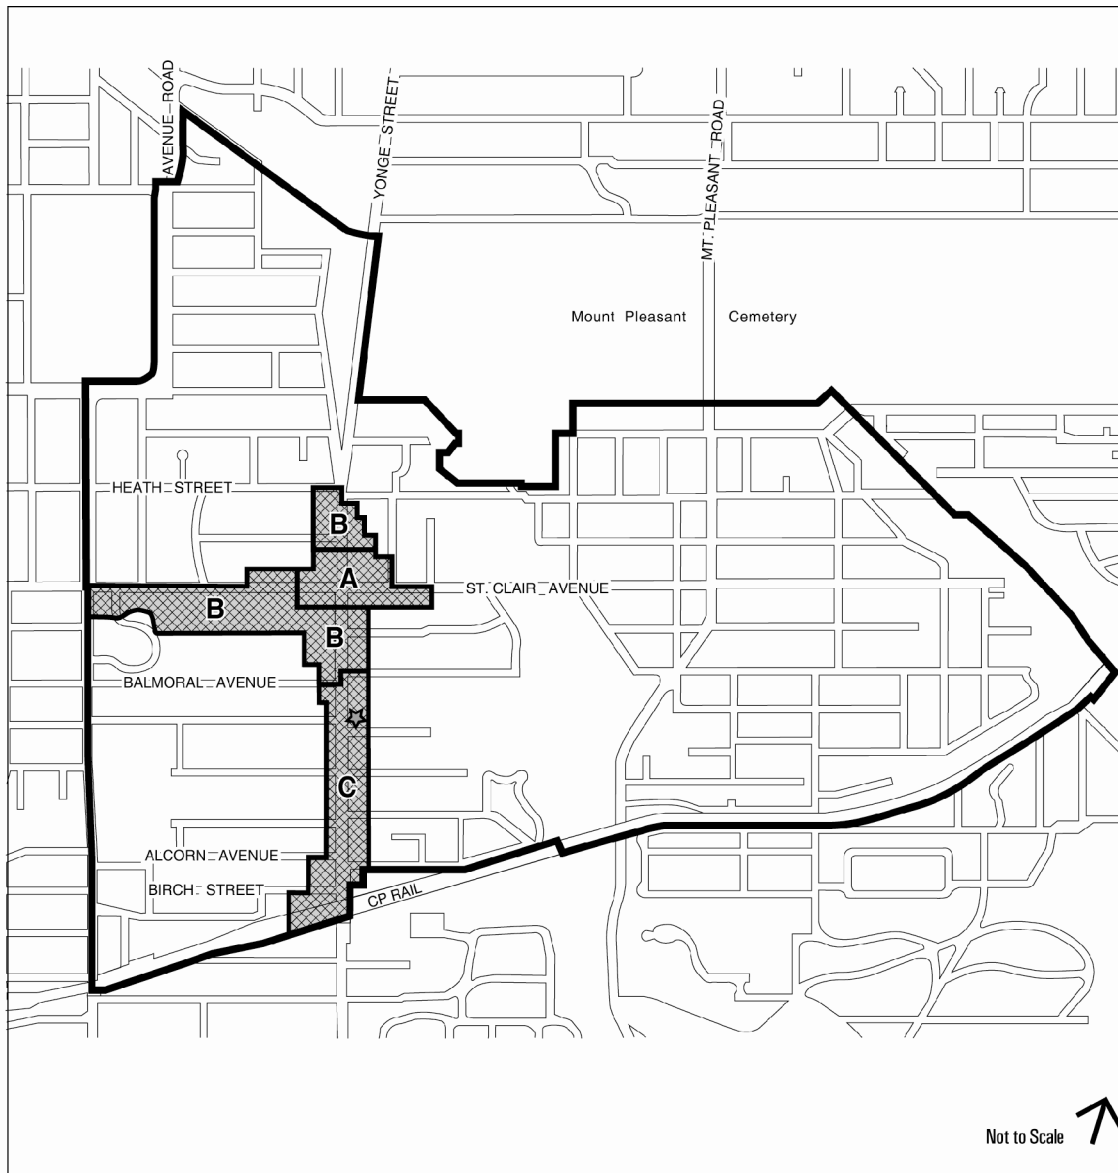 AVENUE ROAD
YONGE STREET
MT. PLEASANT ROAD
Mount Pleasant Cemetery
HEATH STREET
B
A
ST. CLAIR AVENUE
B
B
BALMORAL AVENUE
C
ALCORN AVENUE
BIRCH STREET
CP RAIL
Not to Scale